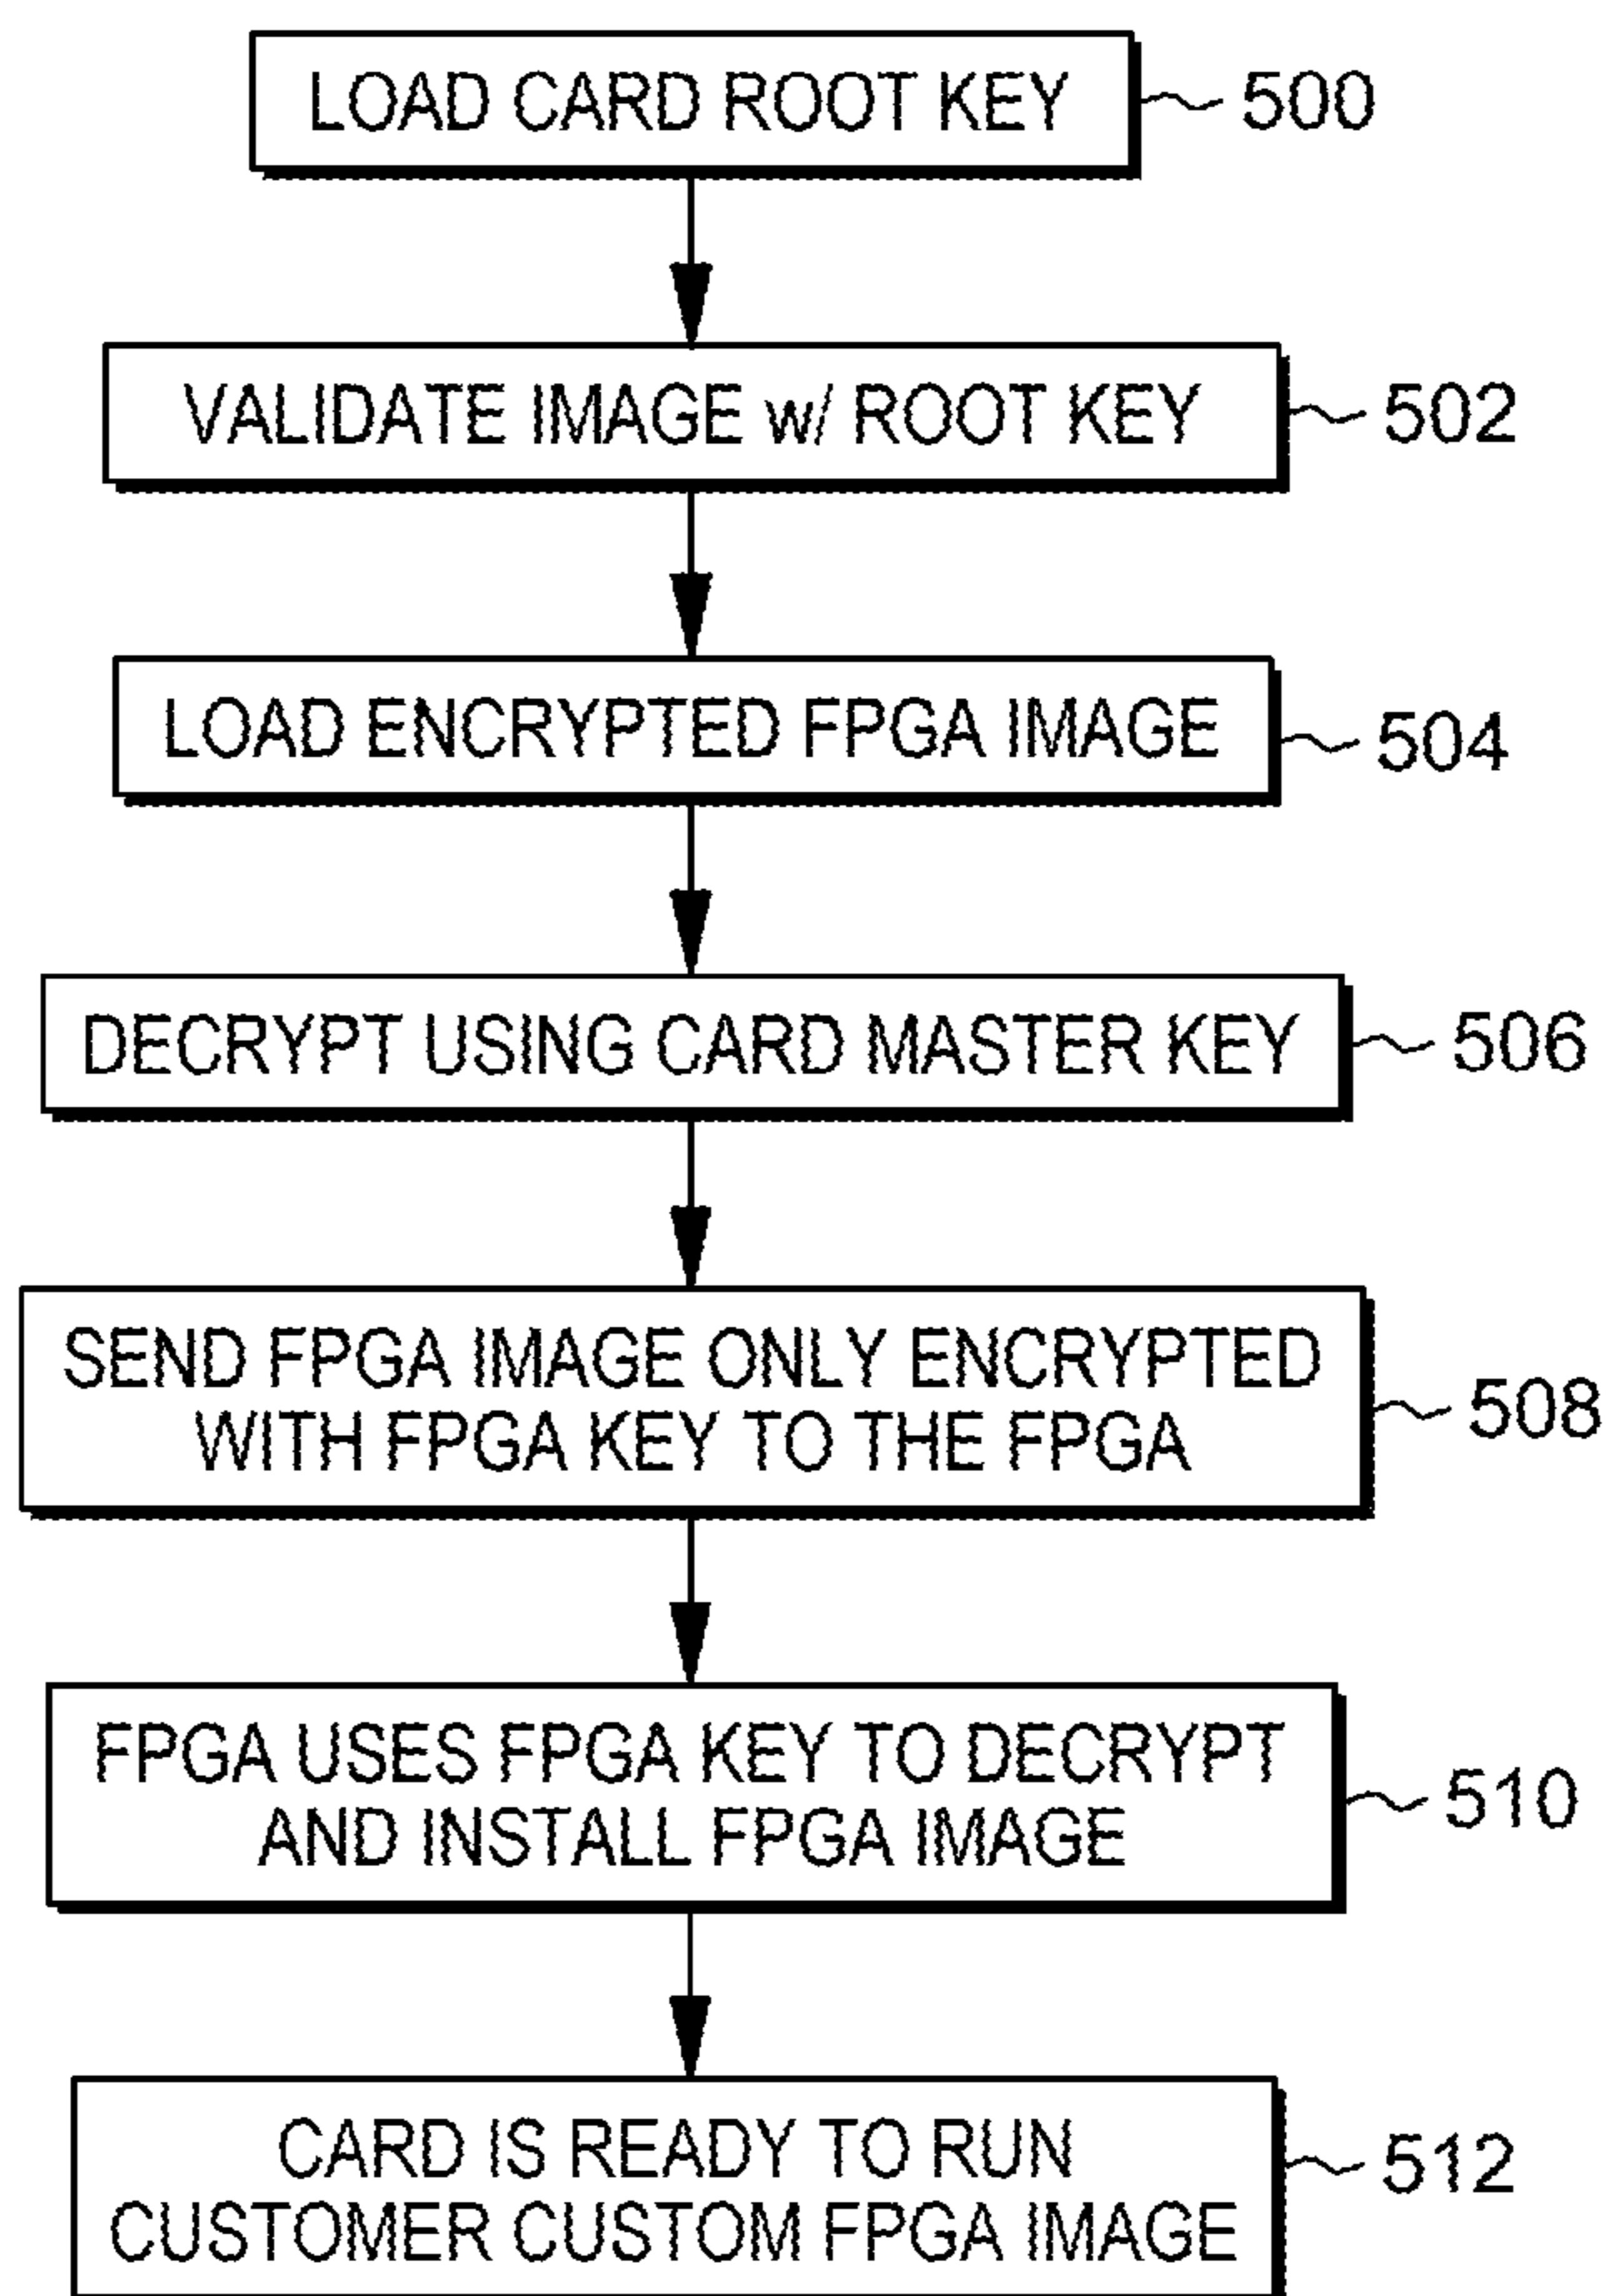 LOAD CARD ROOT KEY 500
VALIDATE IMAGE w/ ROOT KEY 502
LOAD ENCRYPTED FPGA IMAGE 504
DECRYPT USING CARD MASTER KEY 506
SEND FPGA IMAGE ONLY ENCRYPTED
WITH FPGA KEY TO THE FPGA
508
FPGA USES FPGA KEY TO DECRYPT
AND INSTALL FPGA IMAGE
510
CARD IS READY TO RUN
CUSTOMER CUSTOM FPGA IMAGE
512